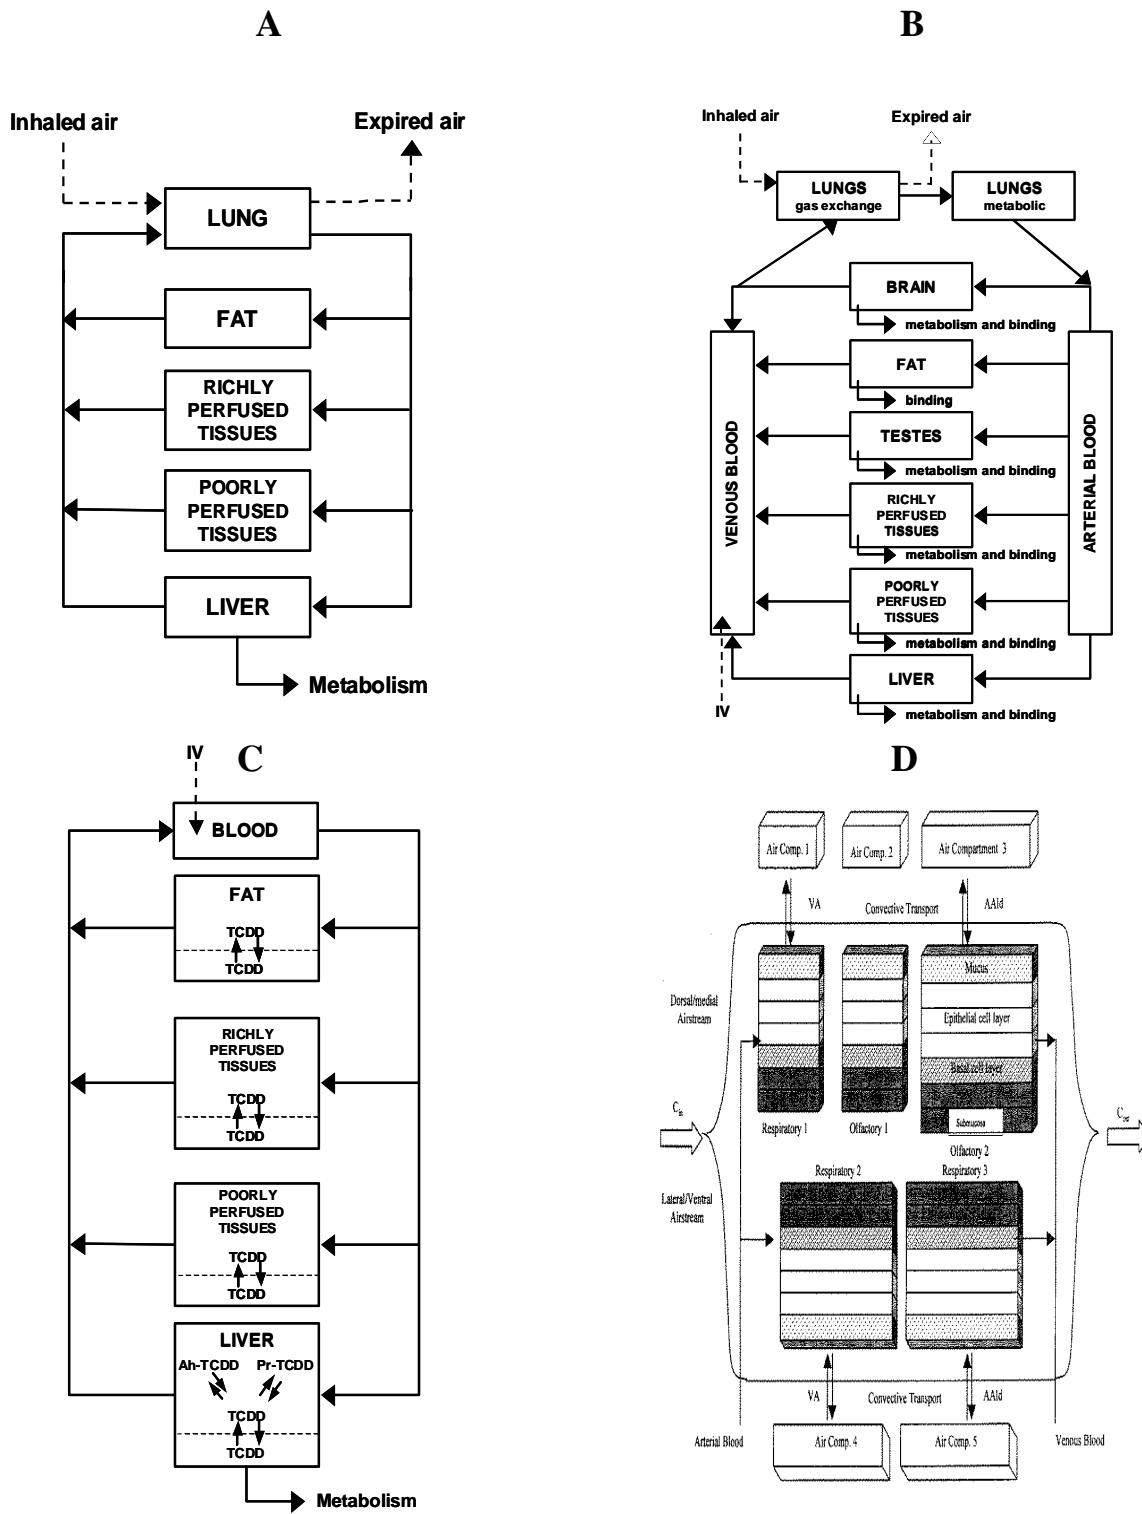 A
Inhaled air
Expired air
LUNG
FAT
RICHLY
PERFUSED
TISSUES
POORLY
PERFUSED
TISSUES
LIVER
Metabolism
B
Inhaled air
Expired air
LUNGS
gas exchange
LUNGS
metabolic
BRAIN
metabolism and binding
FAT
binding
TESTES
metabolism and binding
RICHLY
PERFUSED
TISSUES
metabolism and binding
POORLY
PERFUSED
TISSUES
metabolism and binding
LIVER
metabolism and binding
VENOUS BLOOD
ARTERIAL BLOOD
IV
C
IV
BLOOD
FAT
TCDD
TCDD
RICHLY
PERFUSED
TISSUES
TCDD
TCDD
POORLY
PERFUSED
TISSUES
TCDD
TCDD
LIVER
Ah-TCDD
Pr-TCDD
TCDD
TCDD
Metabolism
D
Air Comp. 1
Air Comp. 2
Air Compartment 3
VA
Convective Transport
AAld
Mucus
Dorsal/medial
Airstream
Epithelial cell layer
Basal cell layer
Submucosa
Cin
Cout
Respiratory 1
Olfactory 1
Olfactory 2
Respiratory 2
Respiratory 3
Lateral/Ventral
Airstream
VA
Convective Transport
AAld
Arterial Blood
Air Comp. 4
Air Comp. 5
Venous Blood